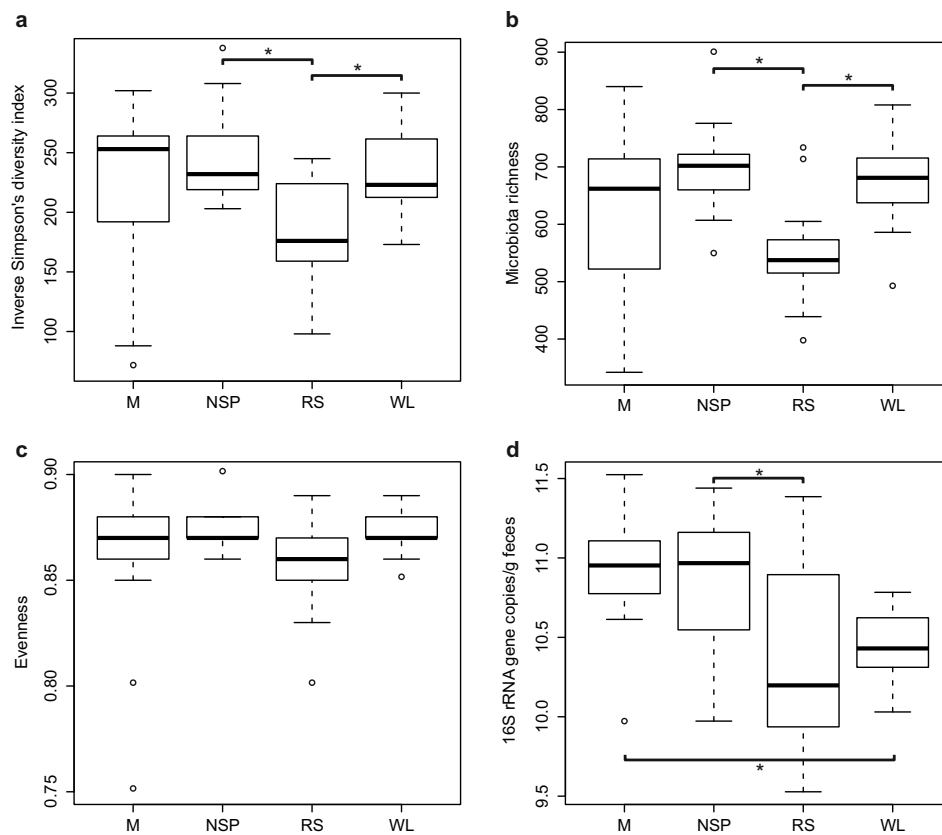 a
*
*
Inverse Simpson's diversity index
300
250
200
150
100
M NSP RS WL
b
*
*
Microbiota richness
900
800
700
600
500
400
M NSP RS WL
c
Evenness
0.90
0.85
0.80
0.75
M NSP RS WL
d
*
*
16S rRNA gene copies/g feces
11.5
11.0
10.5
10.0
9.5
M NSP RS WL